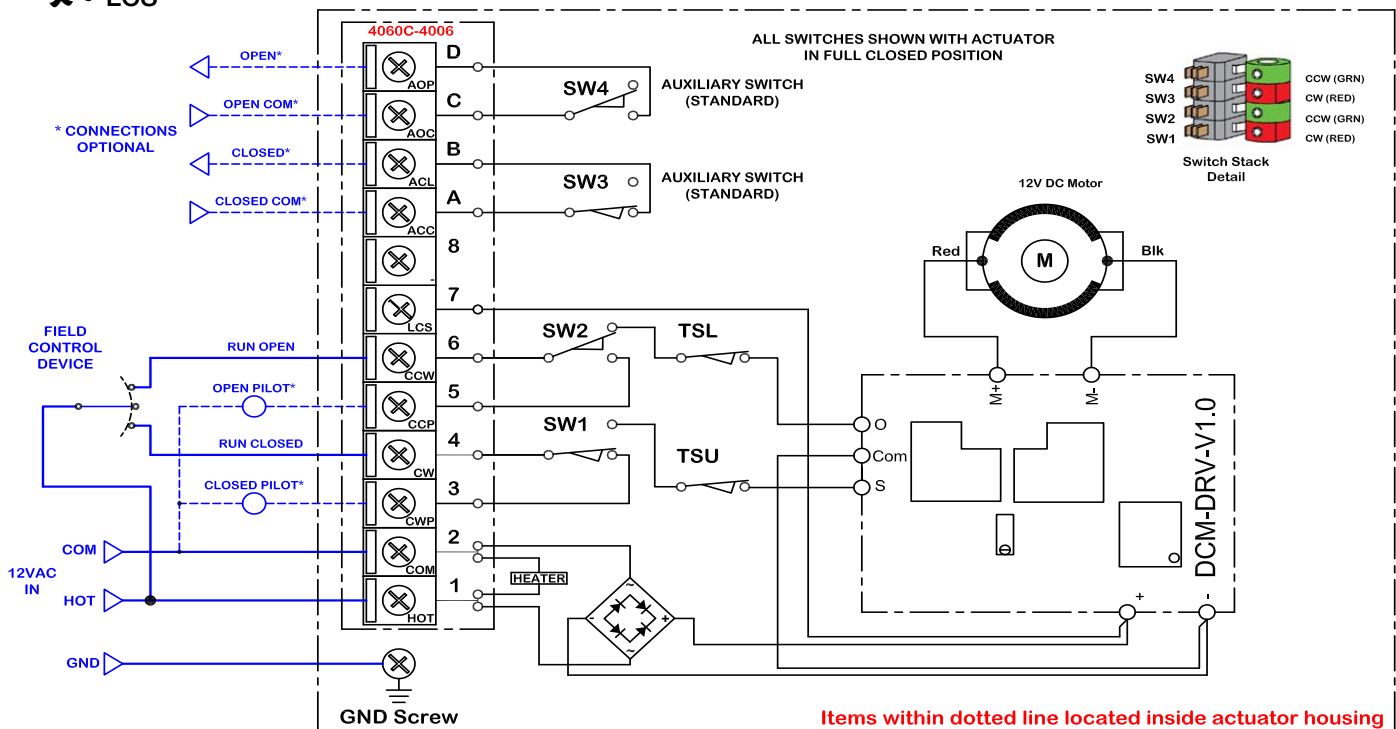 LCS
4060C-4006
ALL SWITCHES SHOWN WITH ACTUATOR
IN FULL CLOSED POSITION
OPEN*
D
AOP
SW4
AUXILIARY SWITCH
(STANDARD)
OPEN COM*
C
AOC
* CONNECTIONS
OPTIONAL
CLOSED*
B
ACL
SW3
AUXILIARY SWITCH
(STANDARD)
CLOSED COM*
A
ACC
8
-
7
LCS
SW4
SW3
SW2
SW1
CCW (GRN)
CW (RED)
CCW (GRN)
CW (RED)
Switch Stack
Detail
12V DC Motor
Red
M
Blk
FIELD
CONTROL
DEVICE
RUN OPEN
6
CCW
SW2
TSL
OPEN PILOT*
5
CCP
RUN CLOSED
4
CW
SW1
TSU
CLOSED PILOT*
3
CWP
M+
M-
O
Com
S
DCM-DRV-V1.0
+
-
12VAC
IN
COM
2
COM
HEATER
HOT
1
HOT
~
-
+
~
GND
GND Screw
Items within dotted line located inside actuator housing